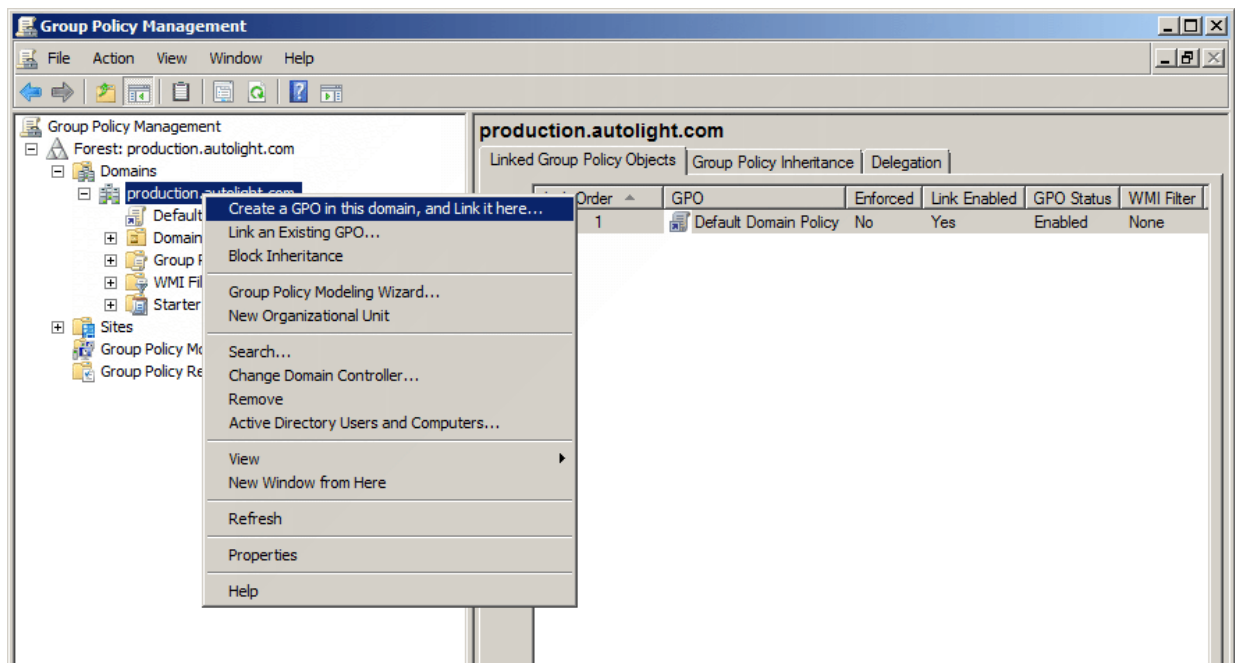 Group Policy Management
File Action View Window Help
Group Policy Management
Forest: production.autolight.com
Domains
production.autolight.com
Default
Domain
Group P
WMI Fil
Starter
Sites
Group Policy Mo
Group Policy Re
Create a GPO in this domain, and Link it here...
Link an Existing GPO...
Block Inheritance
Group Policy Modeling Wizard...
New Organizational Unit
Search...
Change Domain Controller...
Remove
Active Directory Users and Computers...
View
New Window from Here
Refresh
Properties
Help
production.autolight.com
Linked Group Policy Objects Group Policy Inheritance Delegation
Order GPO Enforced Link Enabled GPO Status WMI Filter
1 Default Domain Policy No Yes Enabled None